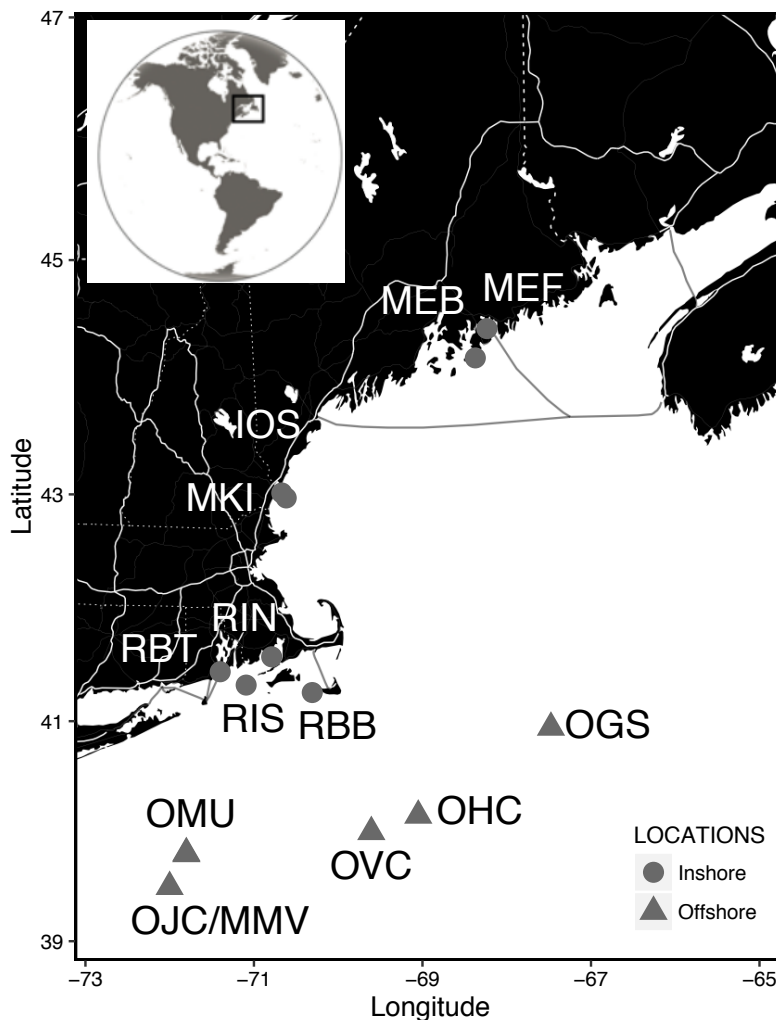 47
45
43
41
39
Latitude
MEB
MEF
IOS
MKI
RIN
RBT
RIS
RBB
OGS
OMU
OHC
OVC
OJC/MMV
LOCATIONS
Inshore
Offshore
−73
−71
−69
−67
−65
Longitude